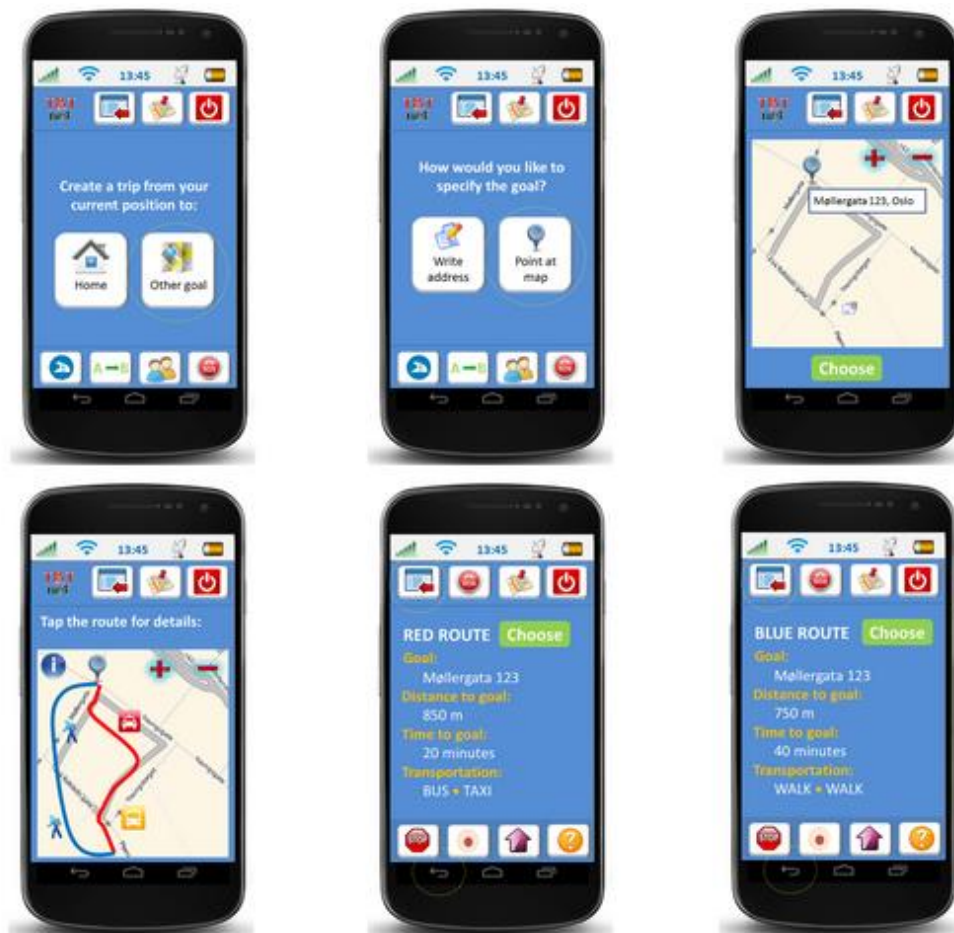 13:45
Create a trip from your
current position to:
Home
Other goal
13:45
How would you like to
specify the goal?
Write
address
Point at
map
13:45
Møllergata 123, Oslo
Choose
13:45
Tap the route for details:
13:45
RED ROUTE Choose
Goal:
Møllergata 123
Distance to goal:
850 m
Time to goal:
20 minutes
Transportation:
BUS • TAXI
STOP
13:45
BLUE ROUTE Choose
Goal:
Møllergata 123
Distance to goal:
750 m
Time to goal:
40 minutes
Transportation:
WALK • WALK
STOP